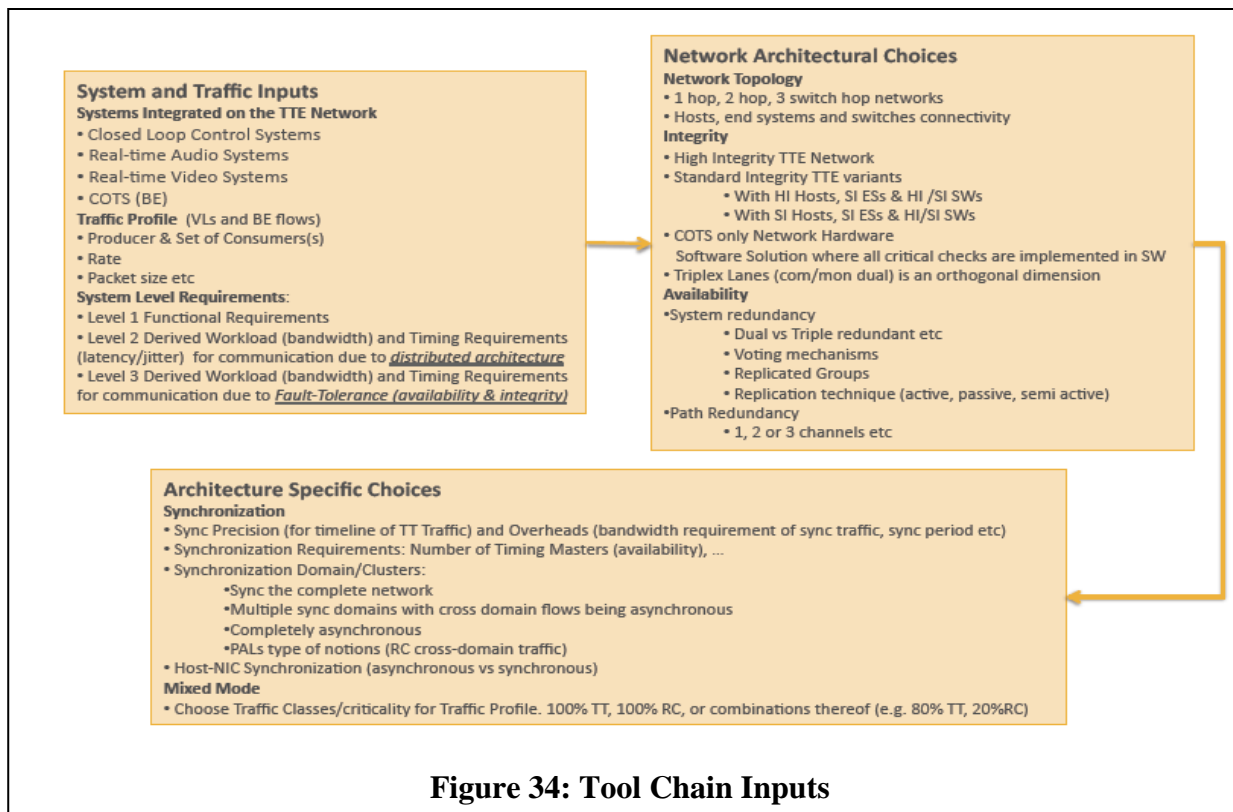 System and Traffic Inputs
Systems Integrated on the TTE Network
• Closed Loop Control Systems
• Real-time Audio Systems
• Real-time Video Systems
• COTS (BE)
Traffic Profile (VLs and BE flows)
• Producer & Set of Consumers(s)
• Rate
• Packet size etc
System Level Requirements:
• Level 1 Functional Requirements
• Level 2 Derived Workload (bandwidth) and Timing Requirements
(latency/jitter) for communication due to distributed architecture
• Level 3 Derived Workload (bandwidth) and Timing Requirements
for communication due to Fault-Tolerance (availability & integrity)
Network Architectural Choices
Network Topology
• 1 hop, 2 hop, 3 switch hop networks
• Hosts, end systems and switches connectivity
Integrity
• High Integrity TTE Network
• Standard Integrity TTE variants
• With HI Hosts, SI ESs & HI /SI SWs
• With SI Hosts, SI ESs & HI/SI SWs
• COTS only Network Hardware
Software Solution where all critical checks are implemented in SW
• Triplex Lanes (com/mon dual) is an orthogonal dimension
Availability
•System redundancy
• Dual vs Triple redundant etc
• Voting mechanisms
• Replicated Groups
• Replication technique (active, passive, semi active)
•Path Redundancy
• 1, 2 or 3 channels etc
Architecture Specific Choices
Synchronization
• Sync Precision (for timeline of TT Traffic) and Overheads (bandwidth requirement of sync traffic, sync period etc)
• Synchronization Requirements: Number of Timing Masters (availability), ...
• Synchronization Domain/Clusters:
•Sync the complete network
•Multiple sync domains with cross domain flows being asynchronous
•Completely asynchronous
•PALs type of notions (RC cross-domain traffic)
• Host-NIC Synchronization (asynchronous vs synchronous)
Mixed Mode
• Choose Traffic Classes/criticality for Traffic Profile. 100% TT, 100% RC, or combinations thereof (e.g. 80% TT, 20%RC)
Figure 34: Tool Chain Inputs